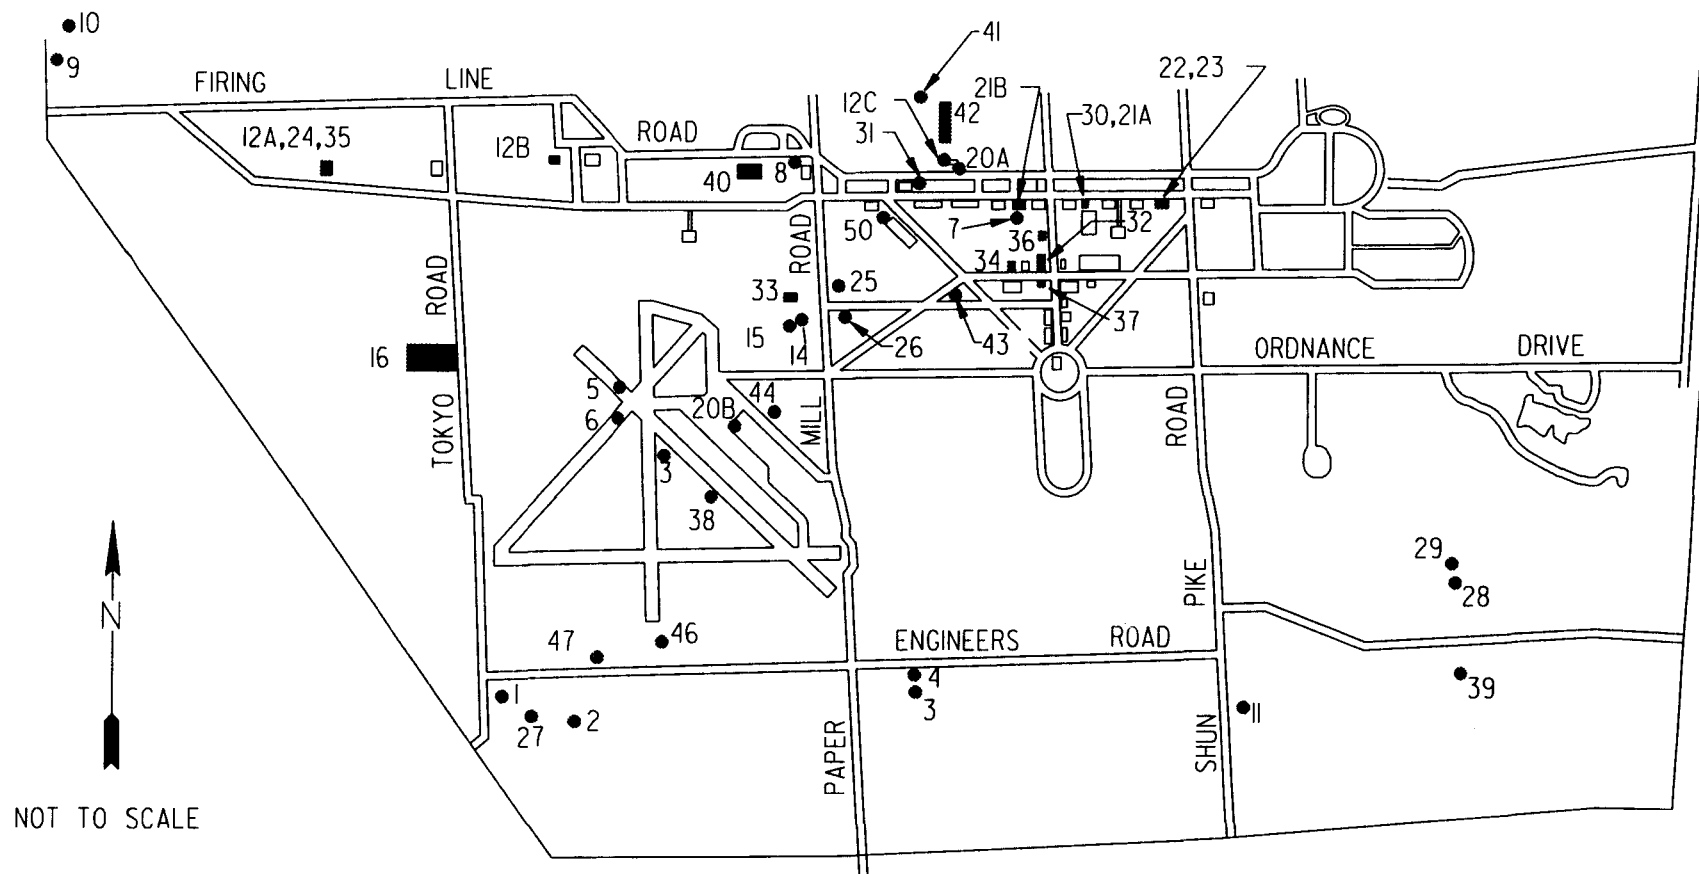 10
9
FIRING LINE ROAD
41
22,23
12C
42
21B
31
30,21A
12A,24,35
12B
40
8
20A
50
7
36
32
34
ROAD
ROAD
33
25
15
14
26
43
37
16
ORDNANCE DRIVE
5
6
20B
44
TOKYO
MILL
ROAD
3
38
29
28
PIKE
N
47
46
ENGINEERS ROAD
1
27
2
4
3
11
39
PAPER
SHUN
NOT TO SCALE